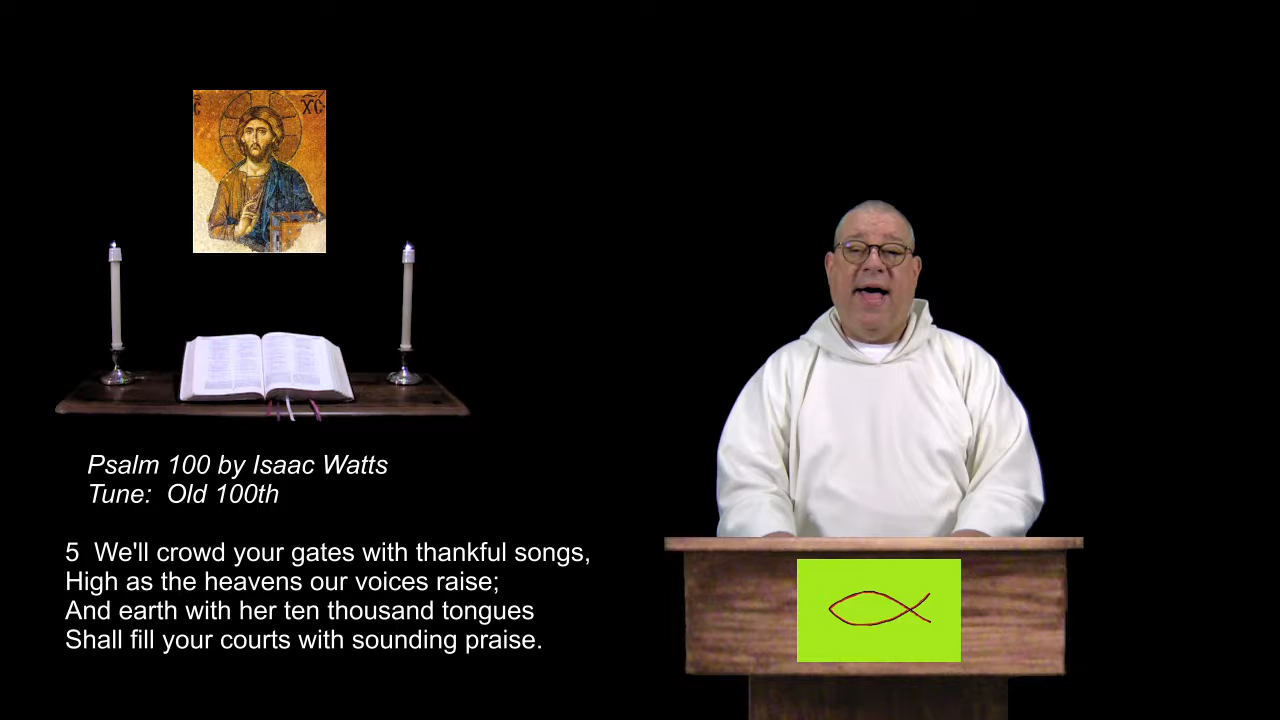 XC
Psalm 100 by Isaac Watts
Tune:  Old 100th
5  We'll crowd your gates with thankful songs,
High as the heavens our voices raise;
And earth with her ten thousand tongues
Shall fill your courts with sounding praise.